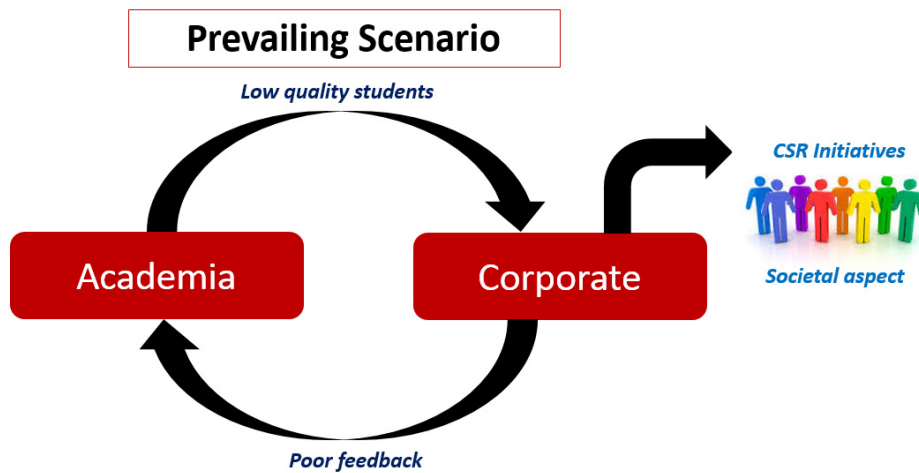 Prevailing Scenario
Low quality students
CSR Initiatives
Academia
Corporate
Societal aspect
Poor feedback